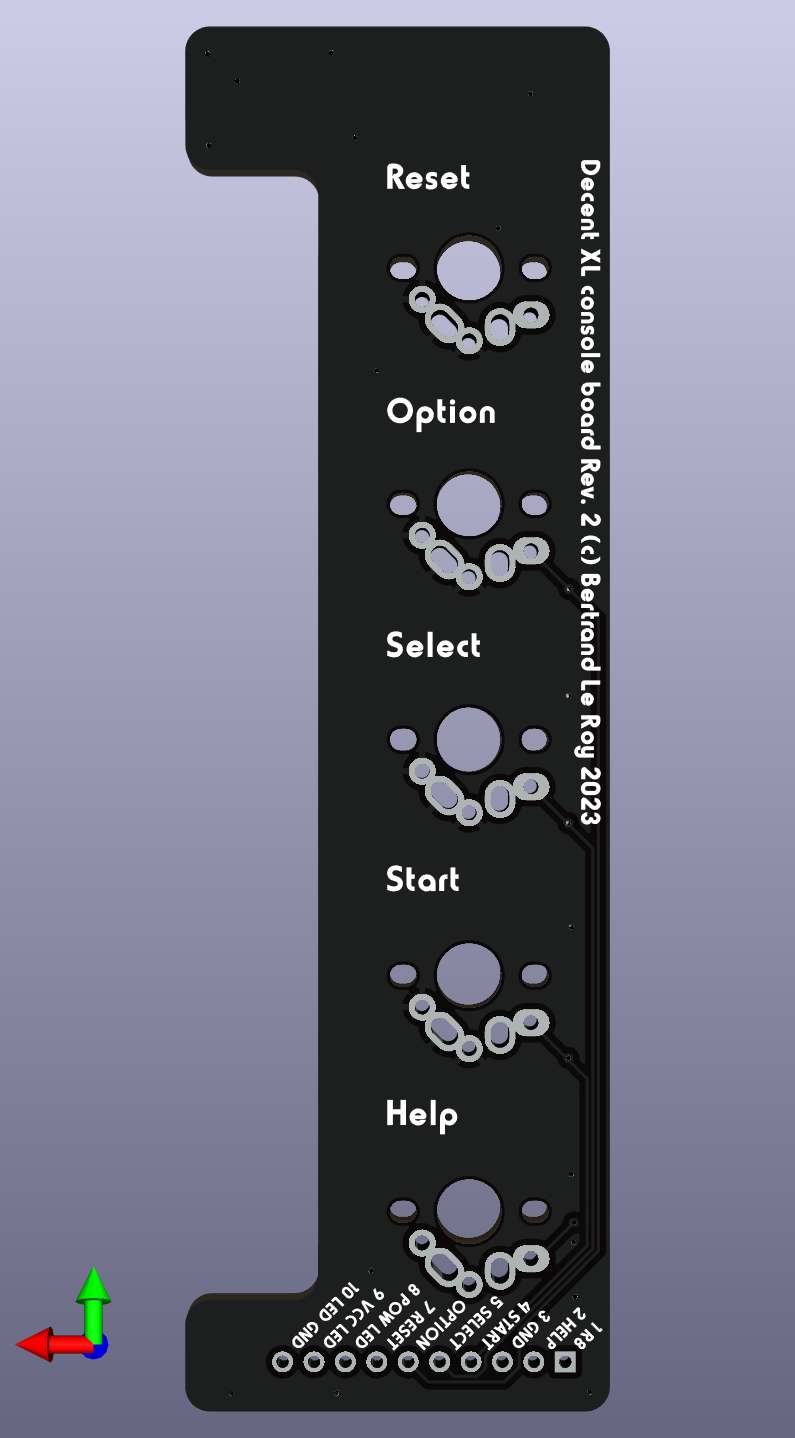 Reset
Option
Select
Start
Help
Decent XL console board Rev. 2 (c) Bertrand Le Roy 2023
10 LED GND
9 VCC LED
8 POW LED
7 RESET
OPTION
5 SELECT
4 START
3 GND
2 HELP
1 R8